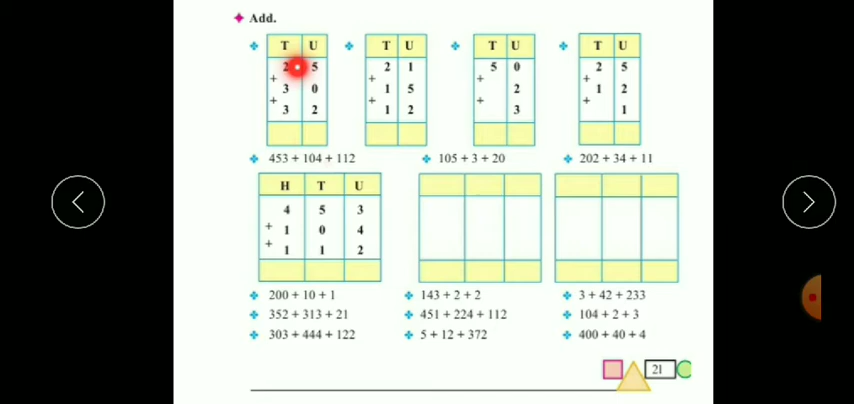 Add.
T U T U T U T U
2 5 2 1 5 0 2 5
+ 3 0 + 1 5 + 2 + 1 2
+ 3 2 + 1 2 + 3 + 1
453 + 104 + 112 105 + 3 + 20 202 + 34 + 11
H T U
4 5 3
+ 1 0 4
+ 1 1 2
200 + 10 + 1 143 + 2 + 2 3 + 42 + 233
352 + 313 + 21 451 + 224 + 112 104 + 2 + 3
303 + 444 + 122 5 + 12 + 372 400 + 40 + 4
21